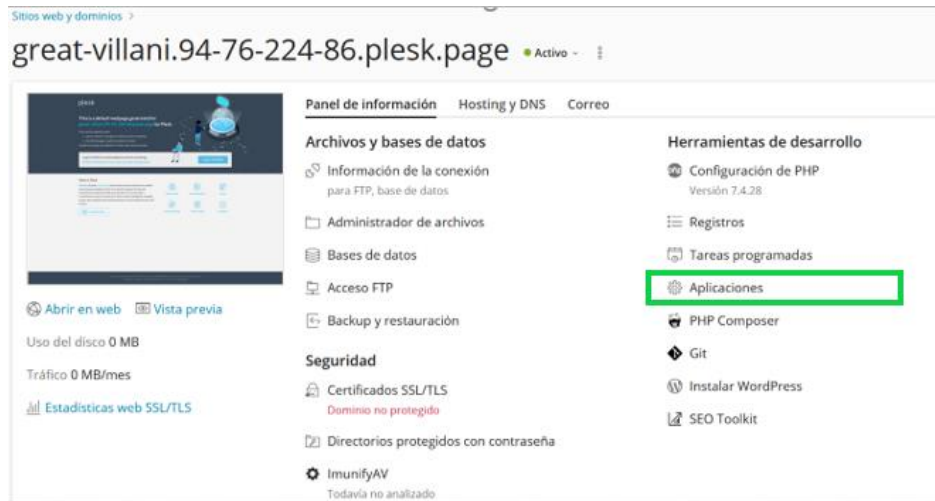 Sitios web y dominios >
great-villani.94-76-224-86.plesk.page
Activo
Panel de información
Hosting y DNS
Correo
plesk
Abrir en web
Vista previa
Uso del disco 0 MB
Tráfico 0 MB/mes
Estadísticas web SSL/TLS
Archivos y bases de datos
Información de la conexión
para FTP, base de datos
Administrador de archivos
Bases de datos
Acceso FTP
Backup y restauración
Seguridad
Certificados SSL/TLS
Dominio no protegido
Directorios protegidos con contraseña
ImunifyAV
Todavía no analizado
Herramientas de desarrollo
Configuración de PHP
Versión 7.4.28
Registros
Tareas programadas
Aplicaciones
PHP Composer
Git
Instalar WordPress
SEO Toolkit